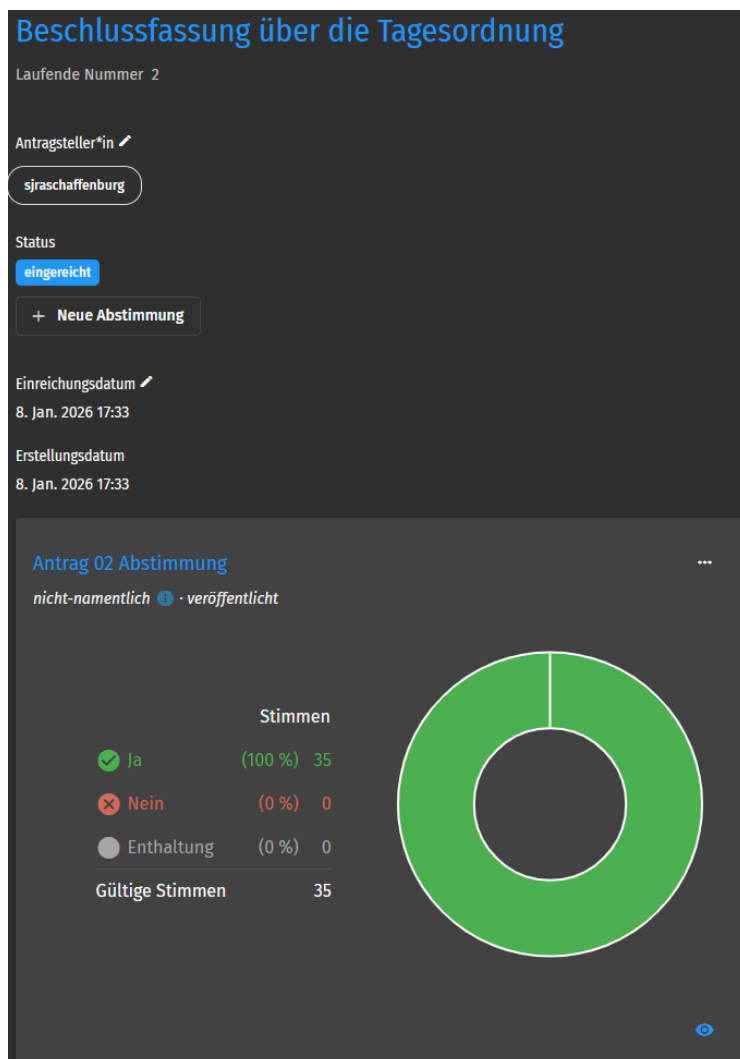 Beschlussfassung über die Tagesordnung
Laufende Nummer 2
Antragsteller*in
sjraschaffenburg
Status
eingereicht
+ Neue Abstimmung
Einreichungsdatum
8. Jan. 2026 17:33
Erstellungsdatum
8. Jan. 2026 17:33
Antrag 02 Abstimmung
nicht-namentlich · veröffentlicht
Stimmen
Ja (100 %) 35
Nein (0 %) 0
Enthaltung (0 %) 0
Gültige Stimmen 35